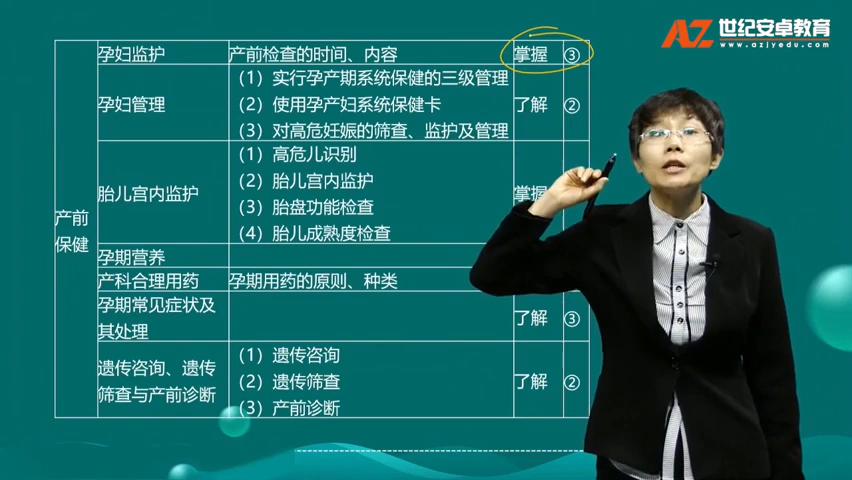 AZ 世纪安卓教育
www.azjyedu.com
孕妇监护 产前检查的时间、内容 掌握 ③
孕妇管理
(1)实行孕产期系统保健的三级管理
(2)使用孕产妇系统保健卡
(3)对高危妊娠的筛查、监护及管理
了解 ②
产前
保健
胎儿宫内监护
(1)高危儿识别
(2)胎儿宫内监护
(3)胎盘功能检查
(4)胎儿成熟度检查
掌握
孕期营养
产科合理用药 孕期用药的原则、种类
孕期常见症状及
其处理
了解 ③
遗传咨询、遗传
筛查与产前诊断
(1)遗传咨询
(2)遗传筛查
(3)产前诊断
了解 ②